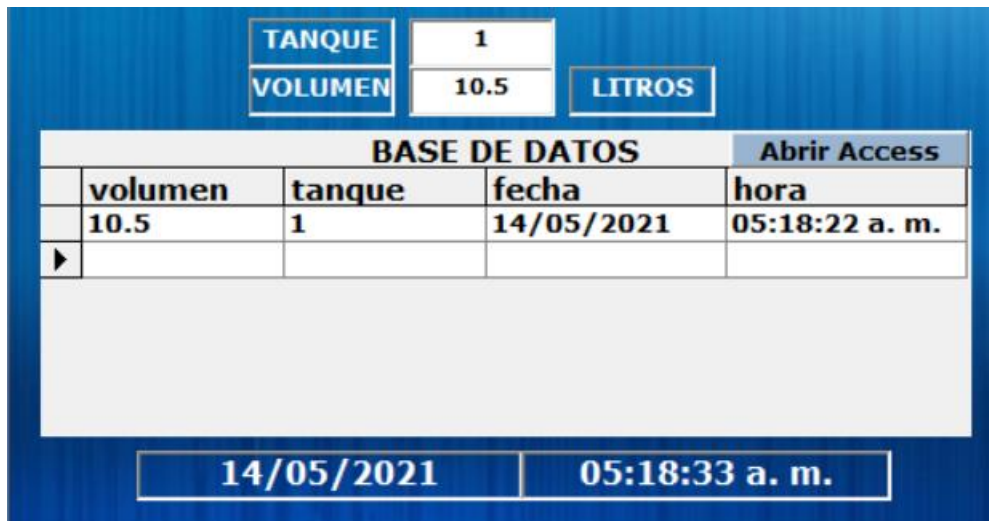 TANQUE 1
VOLUMEN 10.5 LITROS
BASE DE DATOS Abrir Access
volumen tanque fecha hora
10.5 1 14/05/2021 05:18:22 a. m.
14/05/2021 05:18:33 a. m.